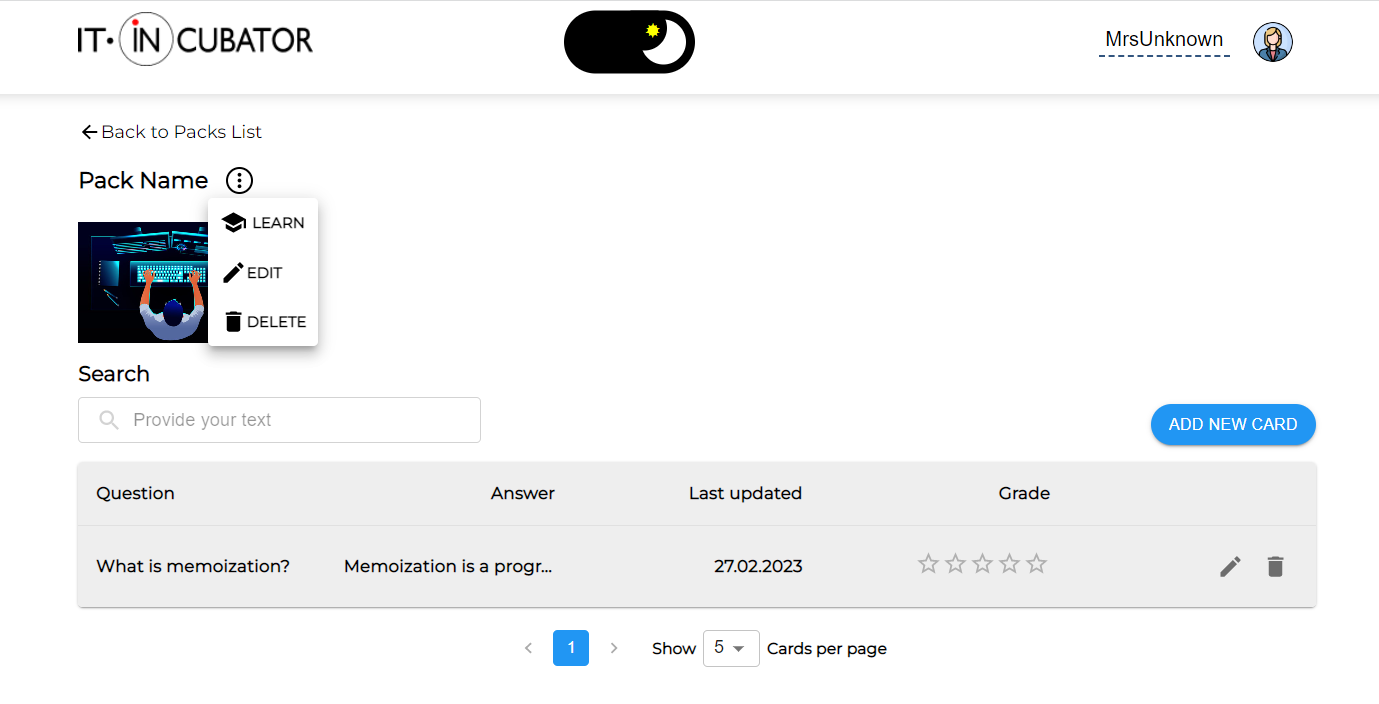 IT·INCUBATOR
MrsUnknown
Back to Packs List
Pack Name
LEARN
EDIT
DELETE
Search
Provide your text
ADD NEW CARD
Question Answer Last updated Grade
What is memoization? Memoization is a progr... 27.02.2023
1 Show 5 Cards per page